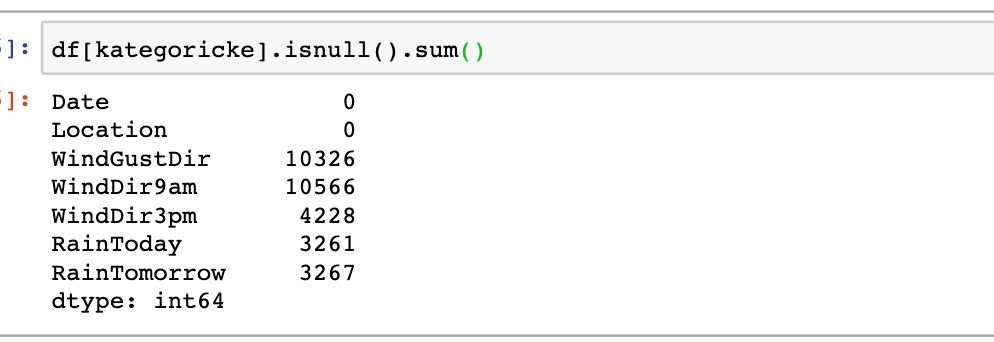 ]: df[kategoricke].isnull().sum()
]: Date 0
Location 0
WindGustDir 10326
WindDir9am 10566
WindDir3pm 4228
RainToday 3261
RainTomorrow 3267
dtype: int64